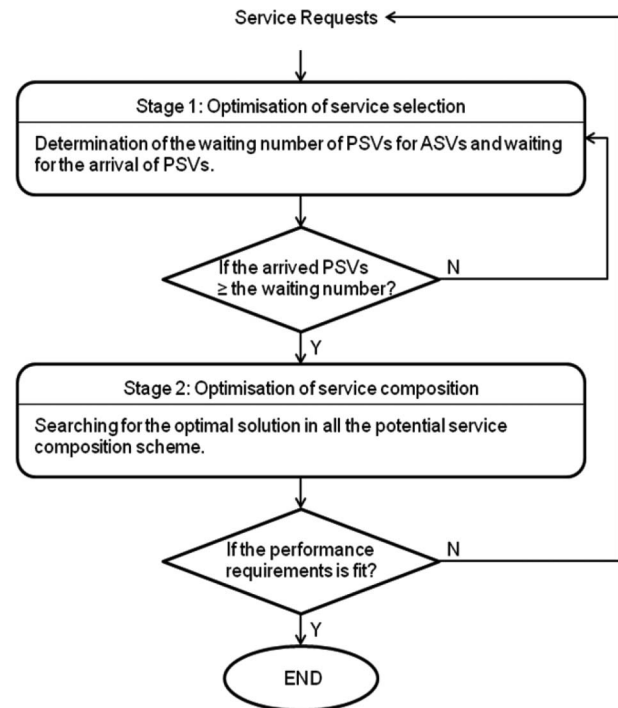 Service Requests
Stage 1: Optimisation of service selection
Determination of the waiting number of PSVs for ASVs and waiting
for the arrival of PSVs.
If the arrived PSVs
≥ the waiting number?
N
Y
Stage 2: Optimisation of service composition
Searching for the optimal solution in all the potential service
composition scheme.
If the performance
requirements is fit?
N
Y
END